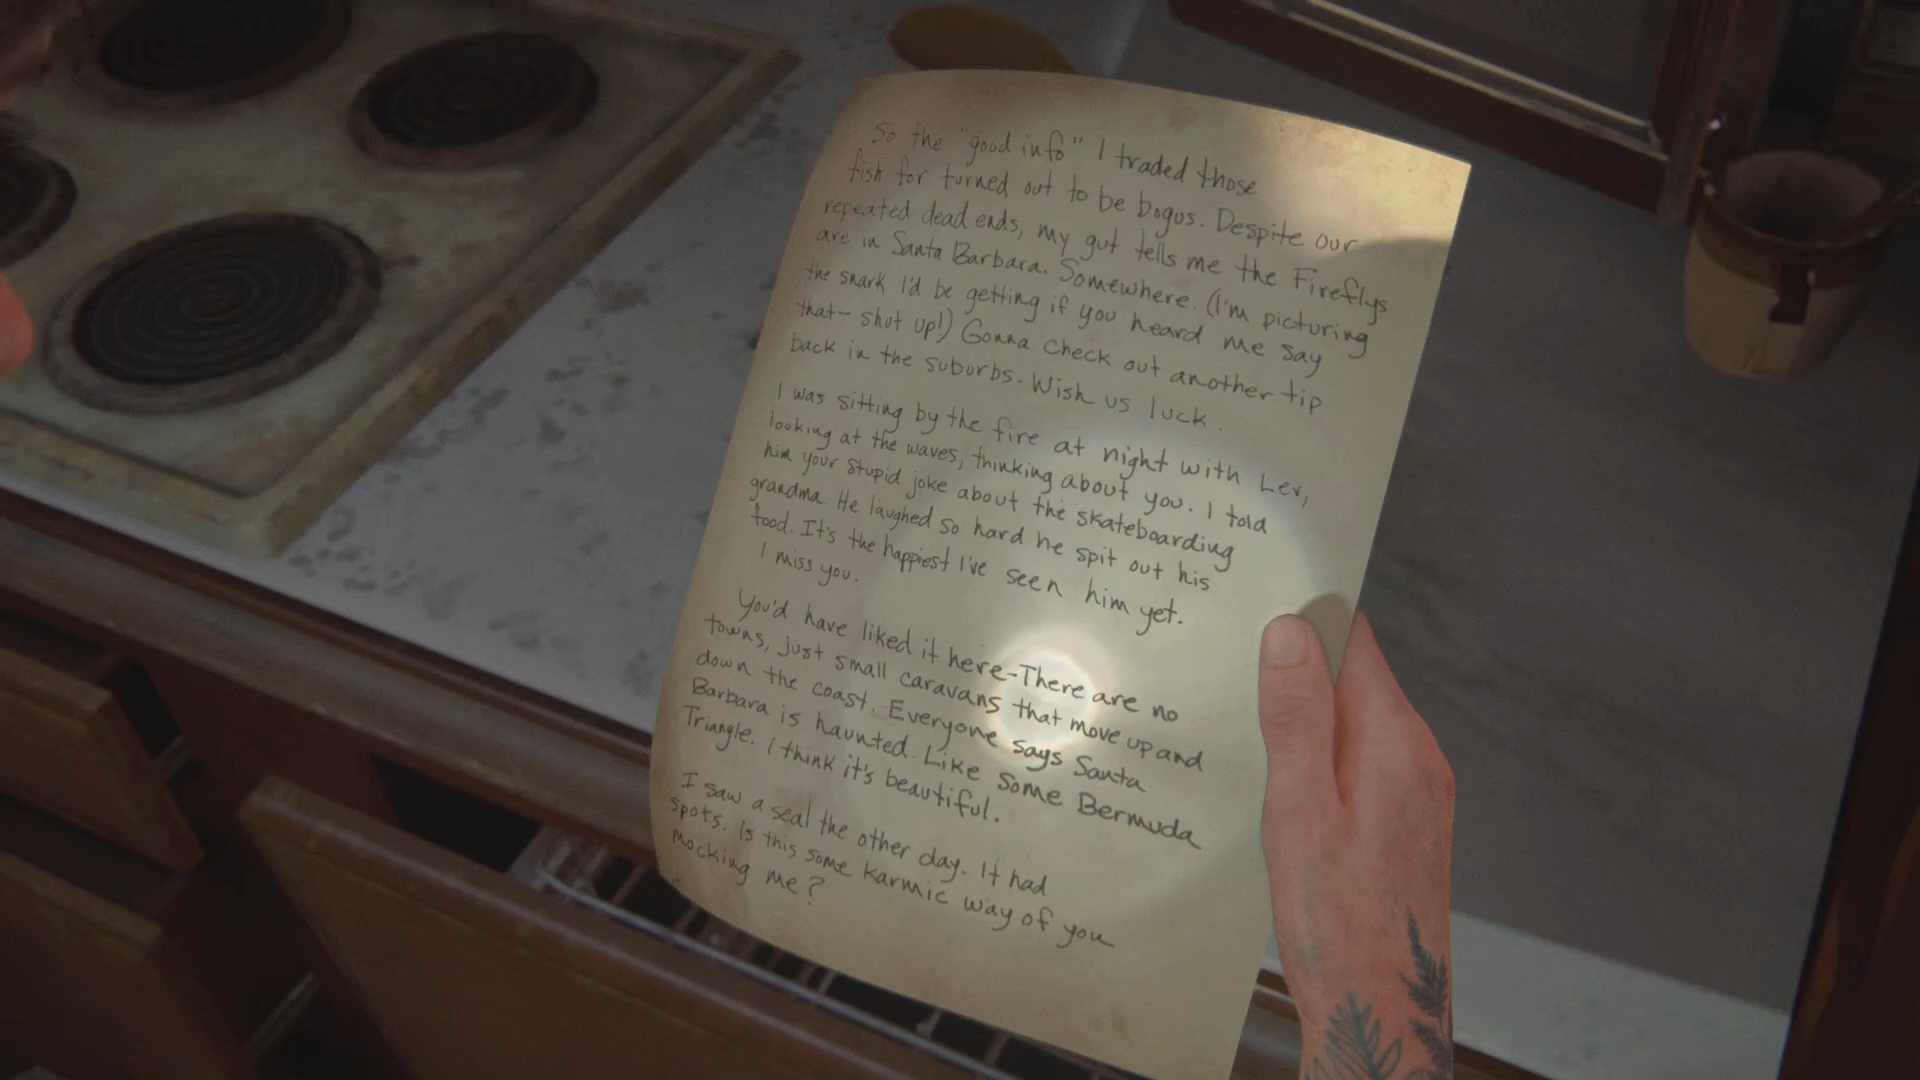 So the "good info" I traded those
fish for turned out to be bogus. Despite our
repeated dead ends, my gut tells me the Fireflys
are in Santa Barbara. Somewhere. (I'm picturing
the snark I'd be getting if you heard me say
that- shut up!) Gonna check out another tip
back in the suburbs. Wish us luck.
I was sitting by the fire at night with Lev,
looking at the waves, thinking about you. I told
him your stupid joke about the skateboarding
grandma. He laughed so hard he spit out his
food. It's the happiest I've seen him yet.
I miss you.
You'd have liked it here-There are no
towns, just small caravans that move up and
down the coast. Everyone says Santa
Barbara is haunted. Like some Bermuda
Triangle. I think it's beautiful.
I saw a seal the other day. It had
spots. Is this some karmic way of you
mocking me?